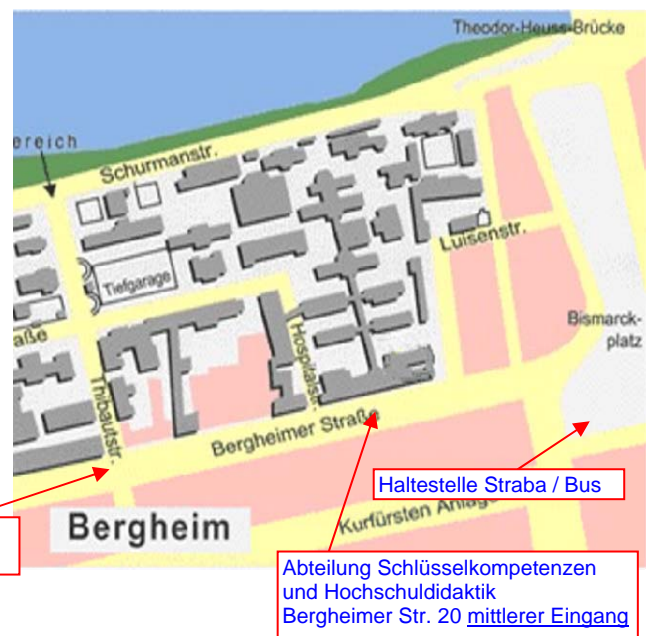 Theodor-Heuss-Brücke
ereich
Schurmanstr.
Luisenstr.
Tiefgarage
Bismarck-
platz
aße
Hospitalstr.
Thibautstr.
Bergheimer Straße
Haltestelle Straba / Bus
Bergheim
Kurfürsten Anlage
Abteilung Schlüsselkompetenzen
und Hochschuldidaktik
Bergheimer Str. 20 mittlerer Eingang